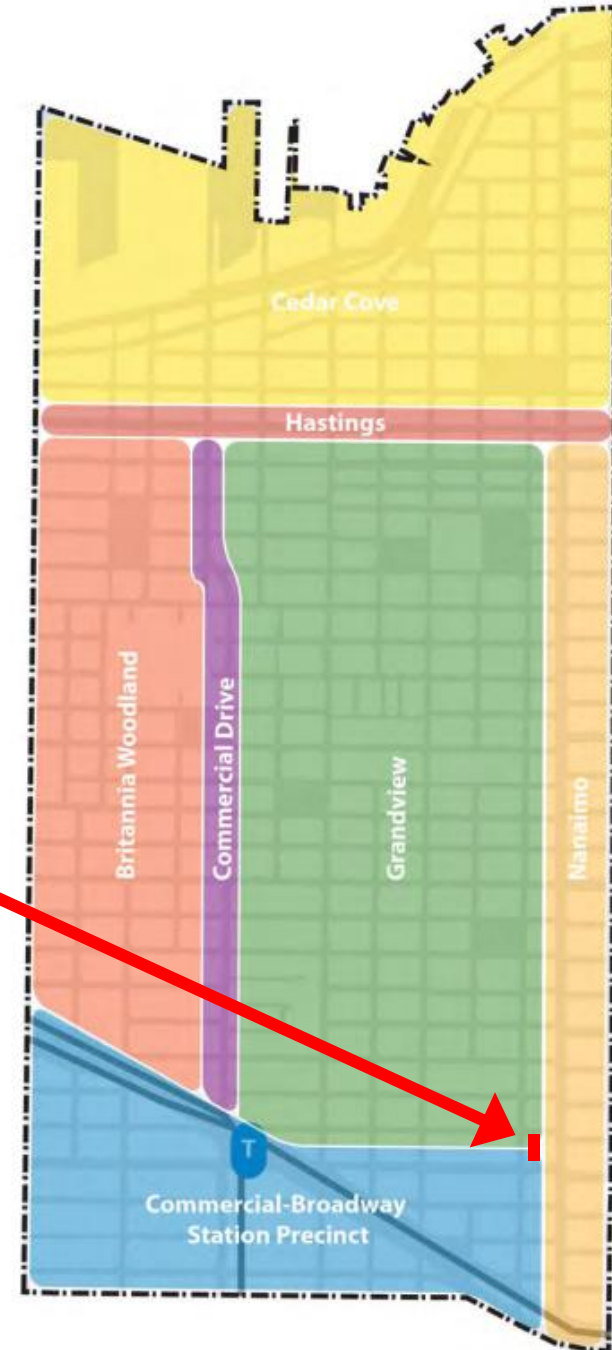 Cedar Cove
Hastings
Britannia Woodland
Commercial Drive
Grandview
Nanaimo
T
Commercial-Broadway
Station Precinct